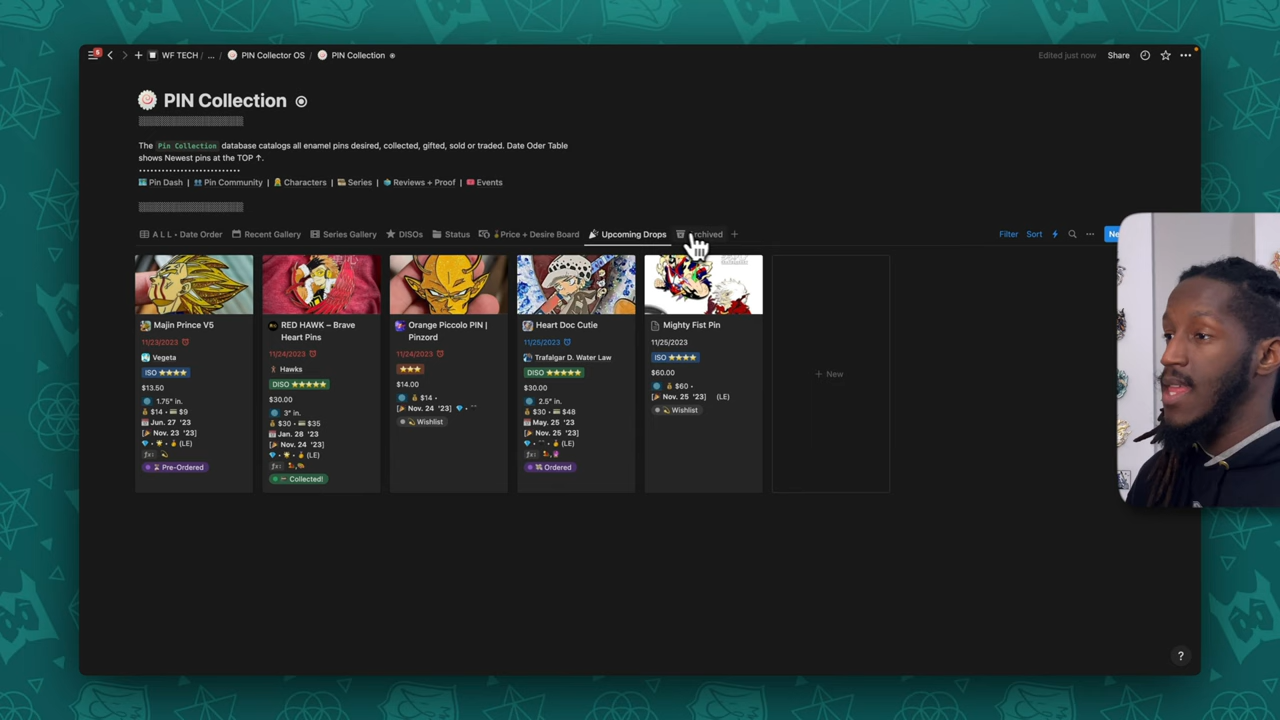 5
WF TECH / ... / PIN Collector OS / PIN Collection
Edited just now Share
PIN Collection
The Pin Collection database catalogs all enamel pins desired, collected, gifted, sold or traded. Date Oder Table
shows Newest pins at the TOP ↑.
Pin Dash | Pin Community | Characters | Series | Reviews + Proof | Events
A L L • Date Order Recent Gallery Series Gallery DISOs Status Price + Desire Board Upcoming Drops
Filter Sort
Majin Prince V5
11/23/2023
Vegeta
ISO ⭐⭐⭐⭐
$13.50
1.75" in.
$14 • $9
Jun. 27 '23
[ Nov. 23 '23]
(LE)
Pre-Ordered
RED HAWK – Brave
Heart Pins
11/24/2023
Hawks
DISO ⭐⭐⭐⭐⭐
$30.00
3" in.
$30 • $35
Jan. 28 '23
[ Nov. 24 '23]
(LE)
Collected!
Orange Piccolo PIN |
Pinzord
11/24/2023
⭐⭐⭐
$14.00
$14 •
[ Nov. 24 '23]
Wishlist
Heart Doc Cutie
11/25/2023
Trafalgar D. Water Law
DISO ⭐⭐⭐⭐⭐
$30.00
2.5" in.
$30 • $48
May. 25 '23
[ Nov. 25 '23]
(LE)
Ordered
Mighty Fist Pin
11/25/2023
ISO ⭐⭐⭐⭐
$60.00
$60 •
[ Nov. 25 '23] (LE)
Wishlist
+ New
?